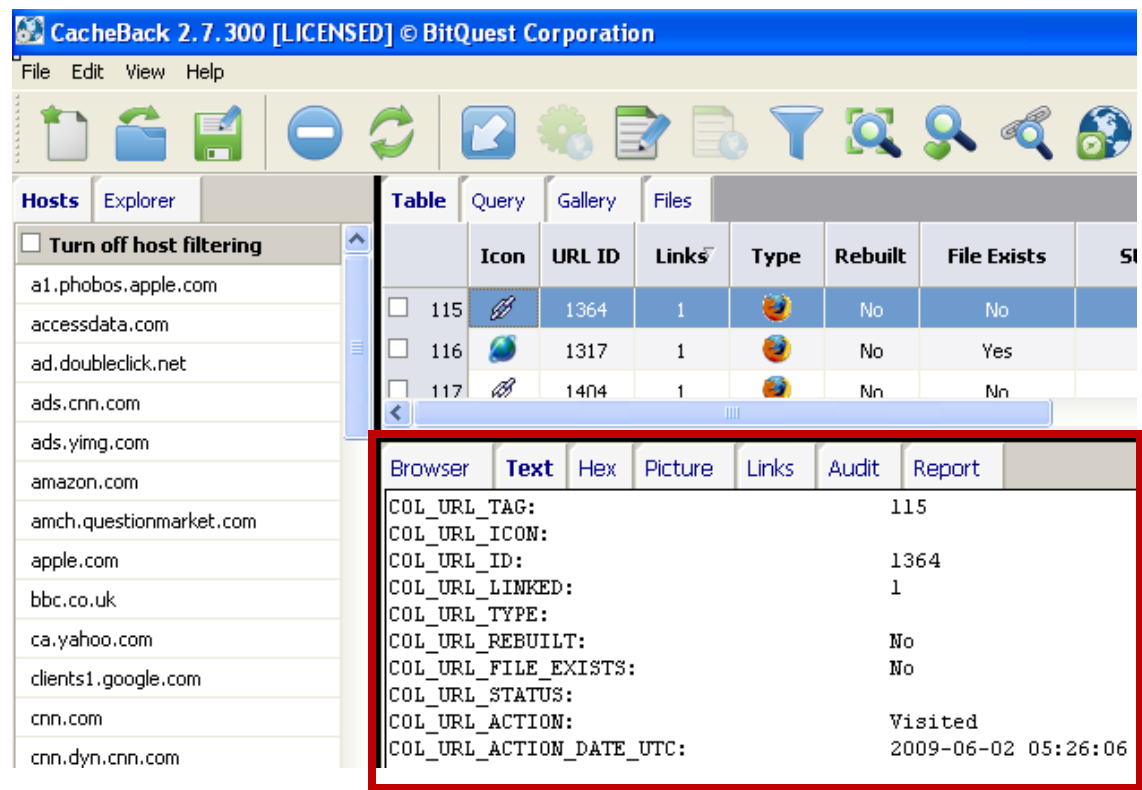 CacheBack 2.7.300 [LICENSED] © BitQuest Corporation
File Edit View Help
Hosts Explorer
Turn off host filtering
a1.phobos.apple.com
accessdata.com
ad.doubleclick.net
ads.cnn.com
ads.yimg.com
amazon.com
amch.questionmarket.com
apple.com
bbc.co.uk
ca.yahoo.com
clients1.google.com
cnn.com
cnn.dyn.cnn.com
Table Query Gallery Files
Icon URL ID Links Type Rebuilt File Exists
115 1364 1 No No
116 1317 1 No Yes
117 1404 1 No No
Browser Text Hex Picture Links Audit Report
COL_URL_TAG: 115
COL_URL_ICON:
COL_URL_ID: 1364
COL_URL_LINKED: 1
COL_URL_TYPE:
COL_URL_REBUILT: No
COL_URL_FILE_EXISTS: No
COL_URL_STATUS:
COL_URL_ACTION: Visited
COL_URL_ACTION_DATE_UTC: 2009-06-02 05:26:06